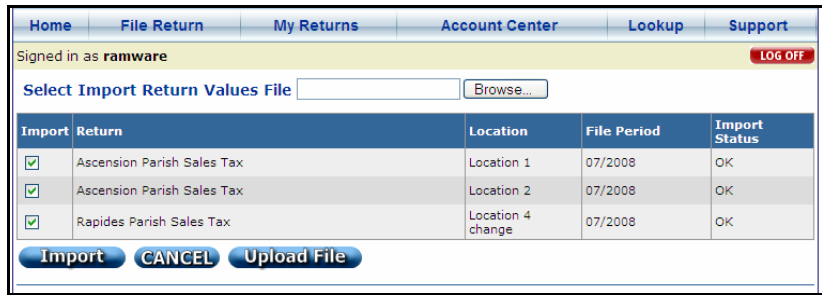 Home File Return My Returns Account Center Lookup Support
Signed in as ramware LOG OFF
Select Import Return Values File Browse...
Import Return Location File Period Import Status
Ascension Parish Sales Tax Location 1 07/2008 OK
Ascension Parish Sales Tax Location 2 07/2008 OK
Rapides Parish Sales Tax Location 4 change 07/2008 OK
Import CANCEL Upload File